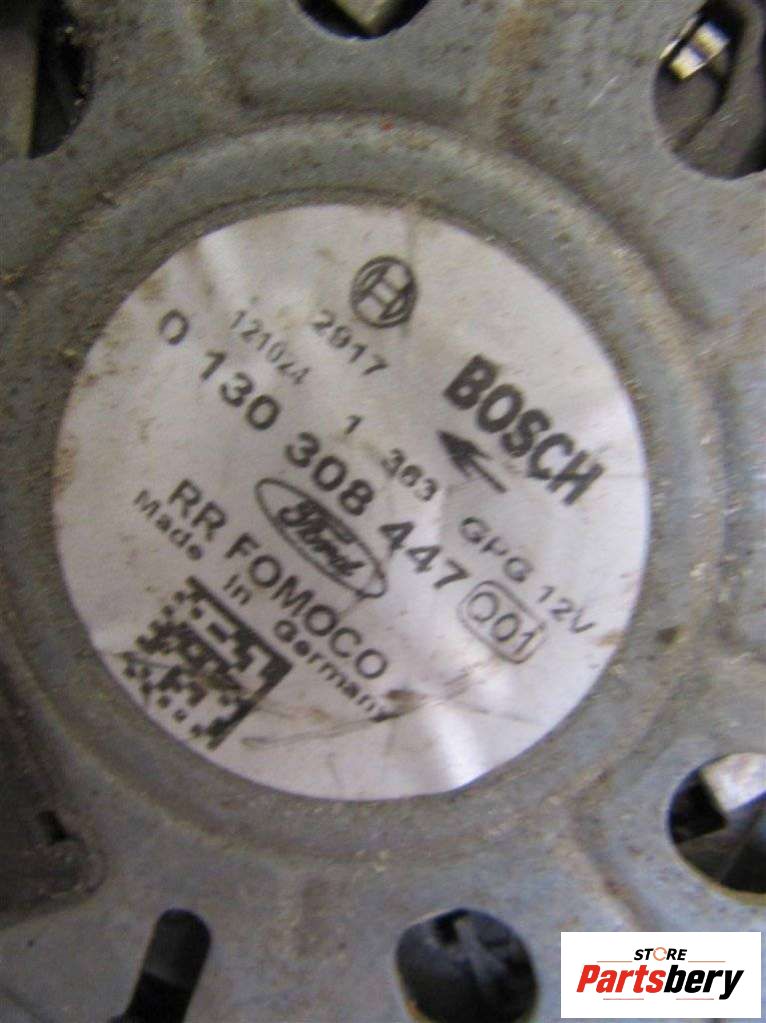 BOSCH
2917
121024
1 363 GPG 12V
0 130 308 447 001
Ford
RR FOMOCO
Made in Germany
STORE
Partsbery